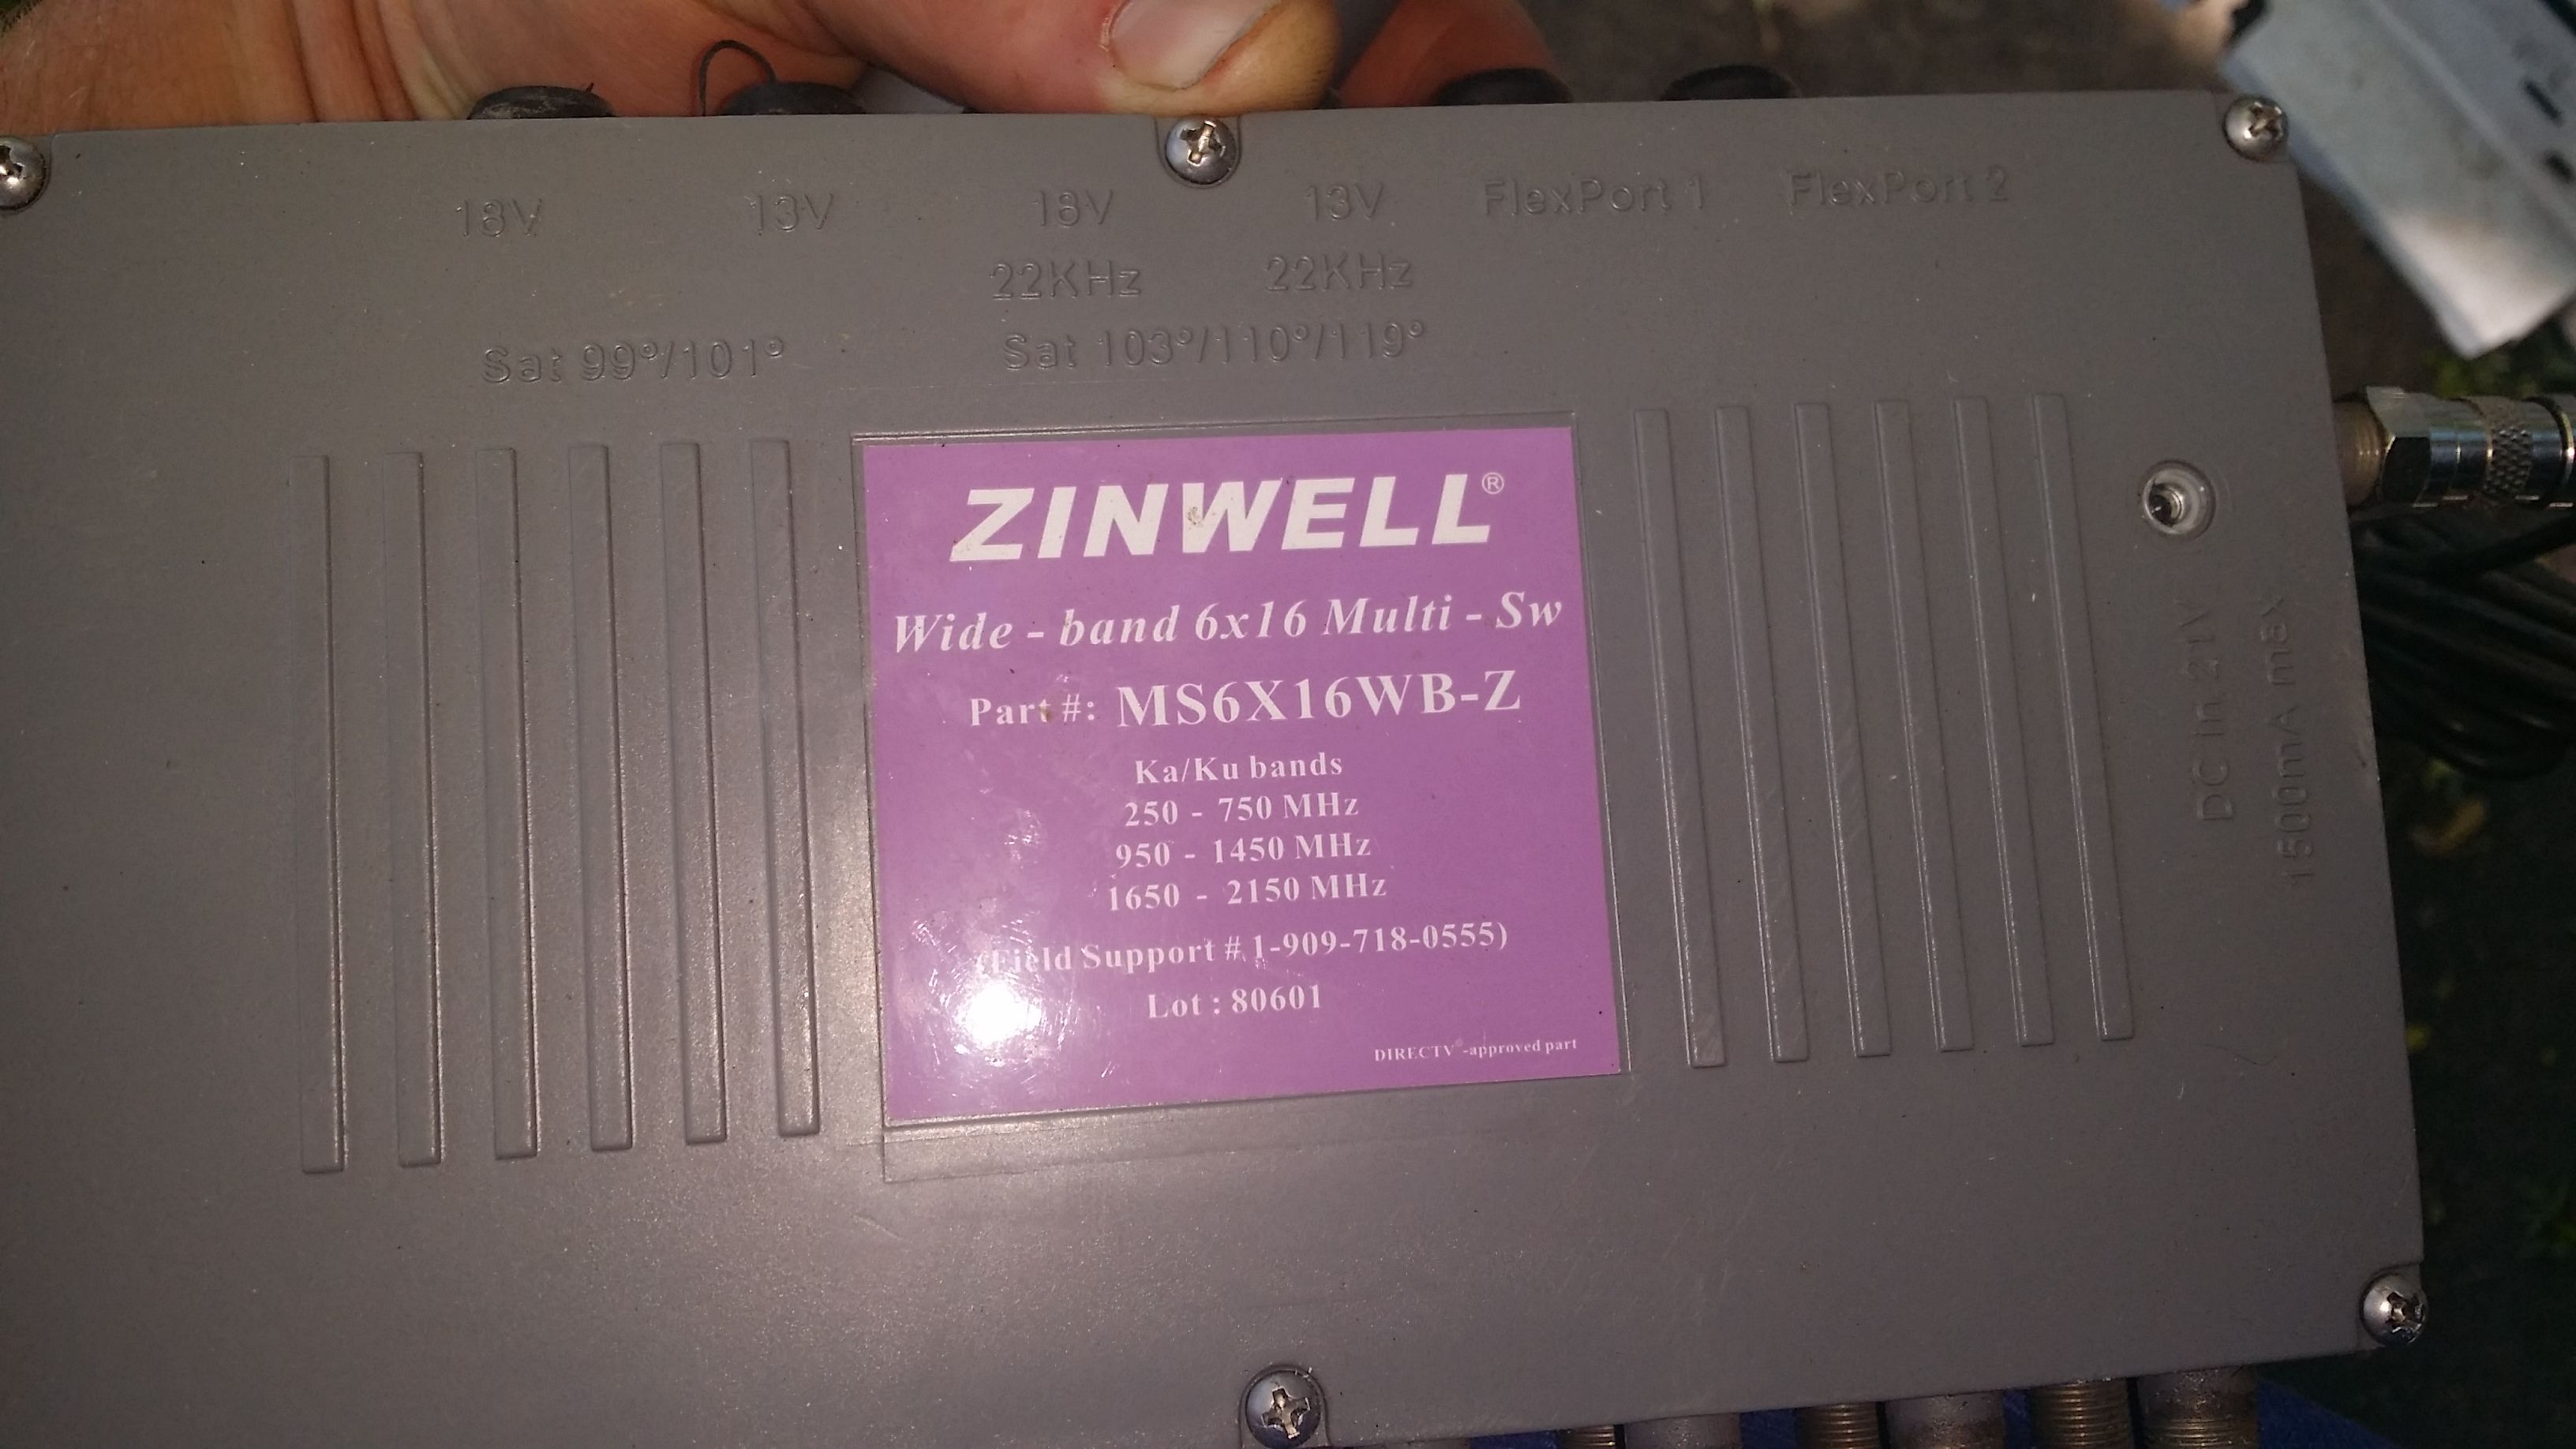 18V 13V 18V 13V FlexPort 1 FlexPort 2
22KHz 22KHz
Sat 99°/101° Sat 103°/110°/119°
ZINWELL®
Wide - band 6x16 Multi - Sw
Part #: MS6X16WB-Z
Ka/Ku bands
250 - 750 MHz
950 - 1450 MHz
1650 - 2150 MHz
(Field Support # 1-909-718-0555)
Lot : 80601
DIRECTV®-approved part
DC in 21V
1500mA max